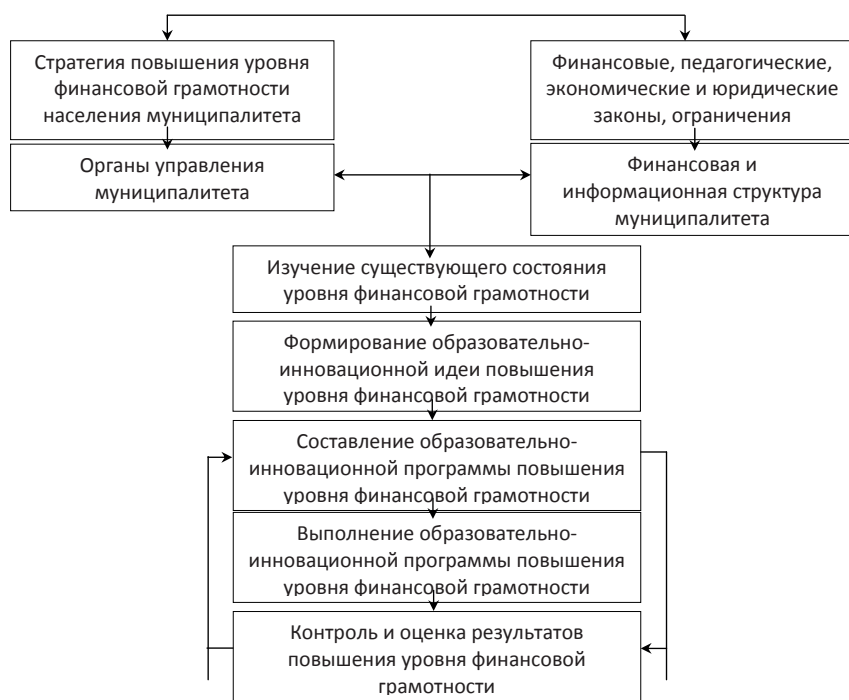 Стратегия повышения уровня
финансовой грамотности
населения муниципалитета
Финансовые, педагогические,
экономические и юридические
законы, ограничения
Органы управления
муниципалитета
Финансовая и
информационная структура
муниципалитета
Изучение существующего состояния
уровня финансовой грамотности
Формирование образовательно-
инновационной идеи повышения
уровня финансовой грамотности
Составление образовательно-
инновационной программы повышения
уровня финансовой грамотности
Выполнение образовательно-
инновационной программы повышения
уровня финансовой грамотности
Контроль и оценка результатов
повышения уровня финансовой
грамотности